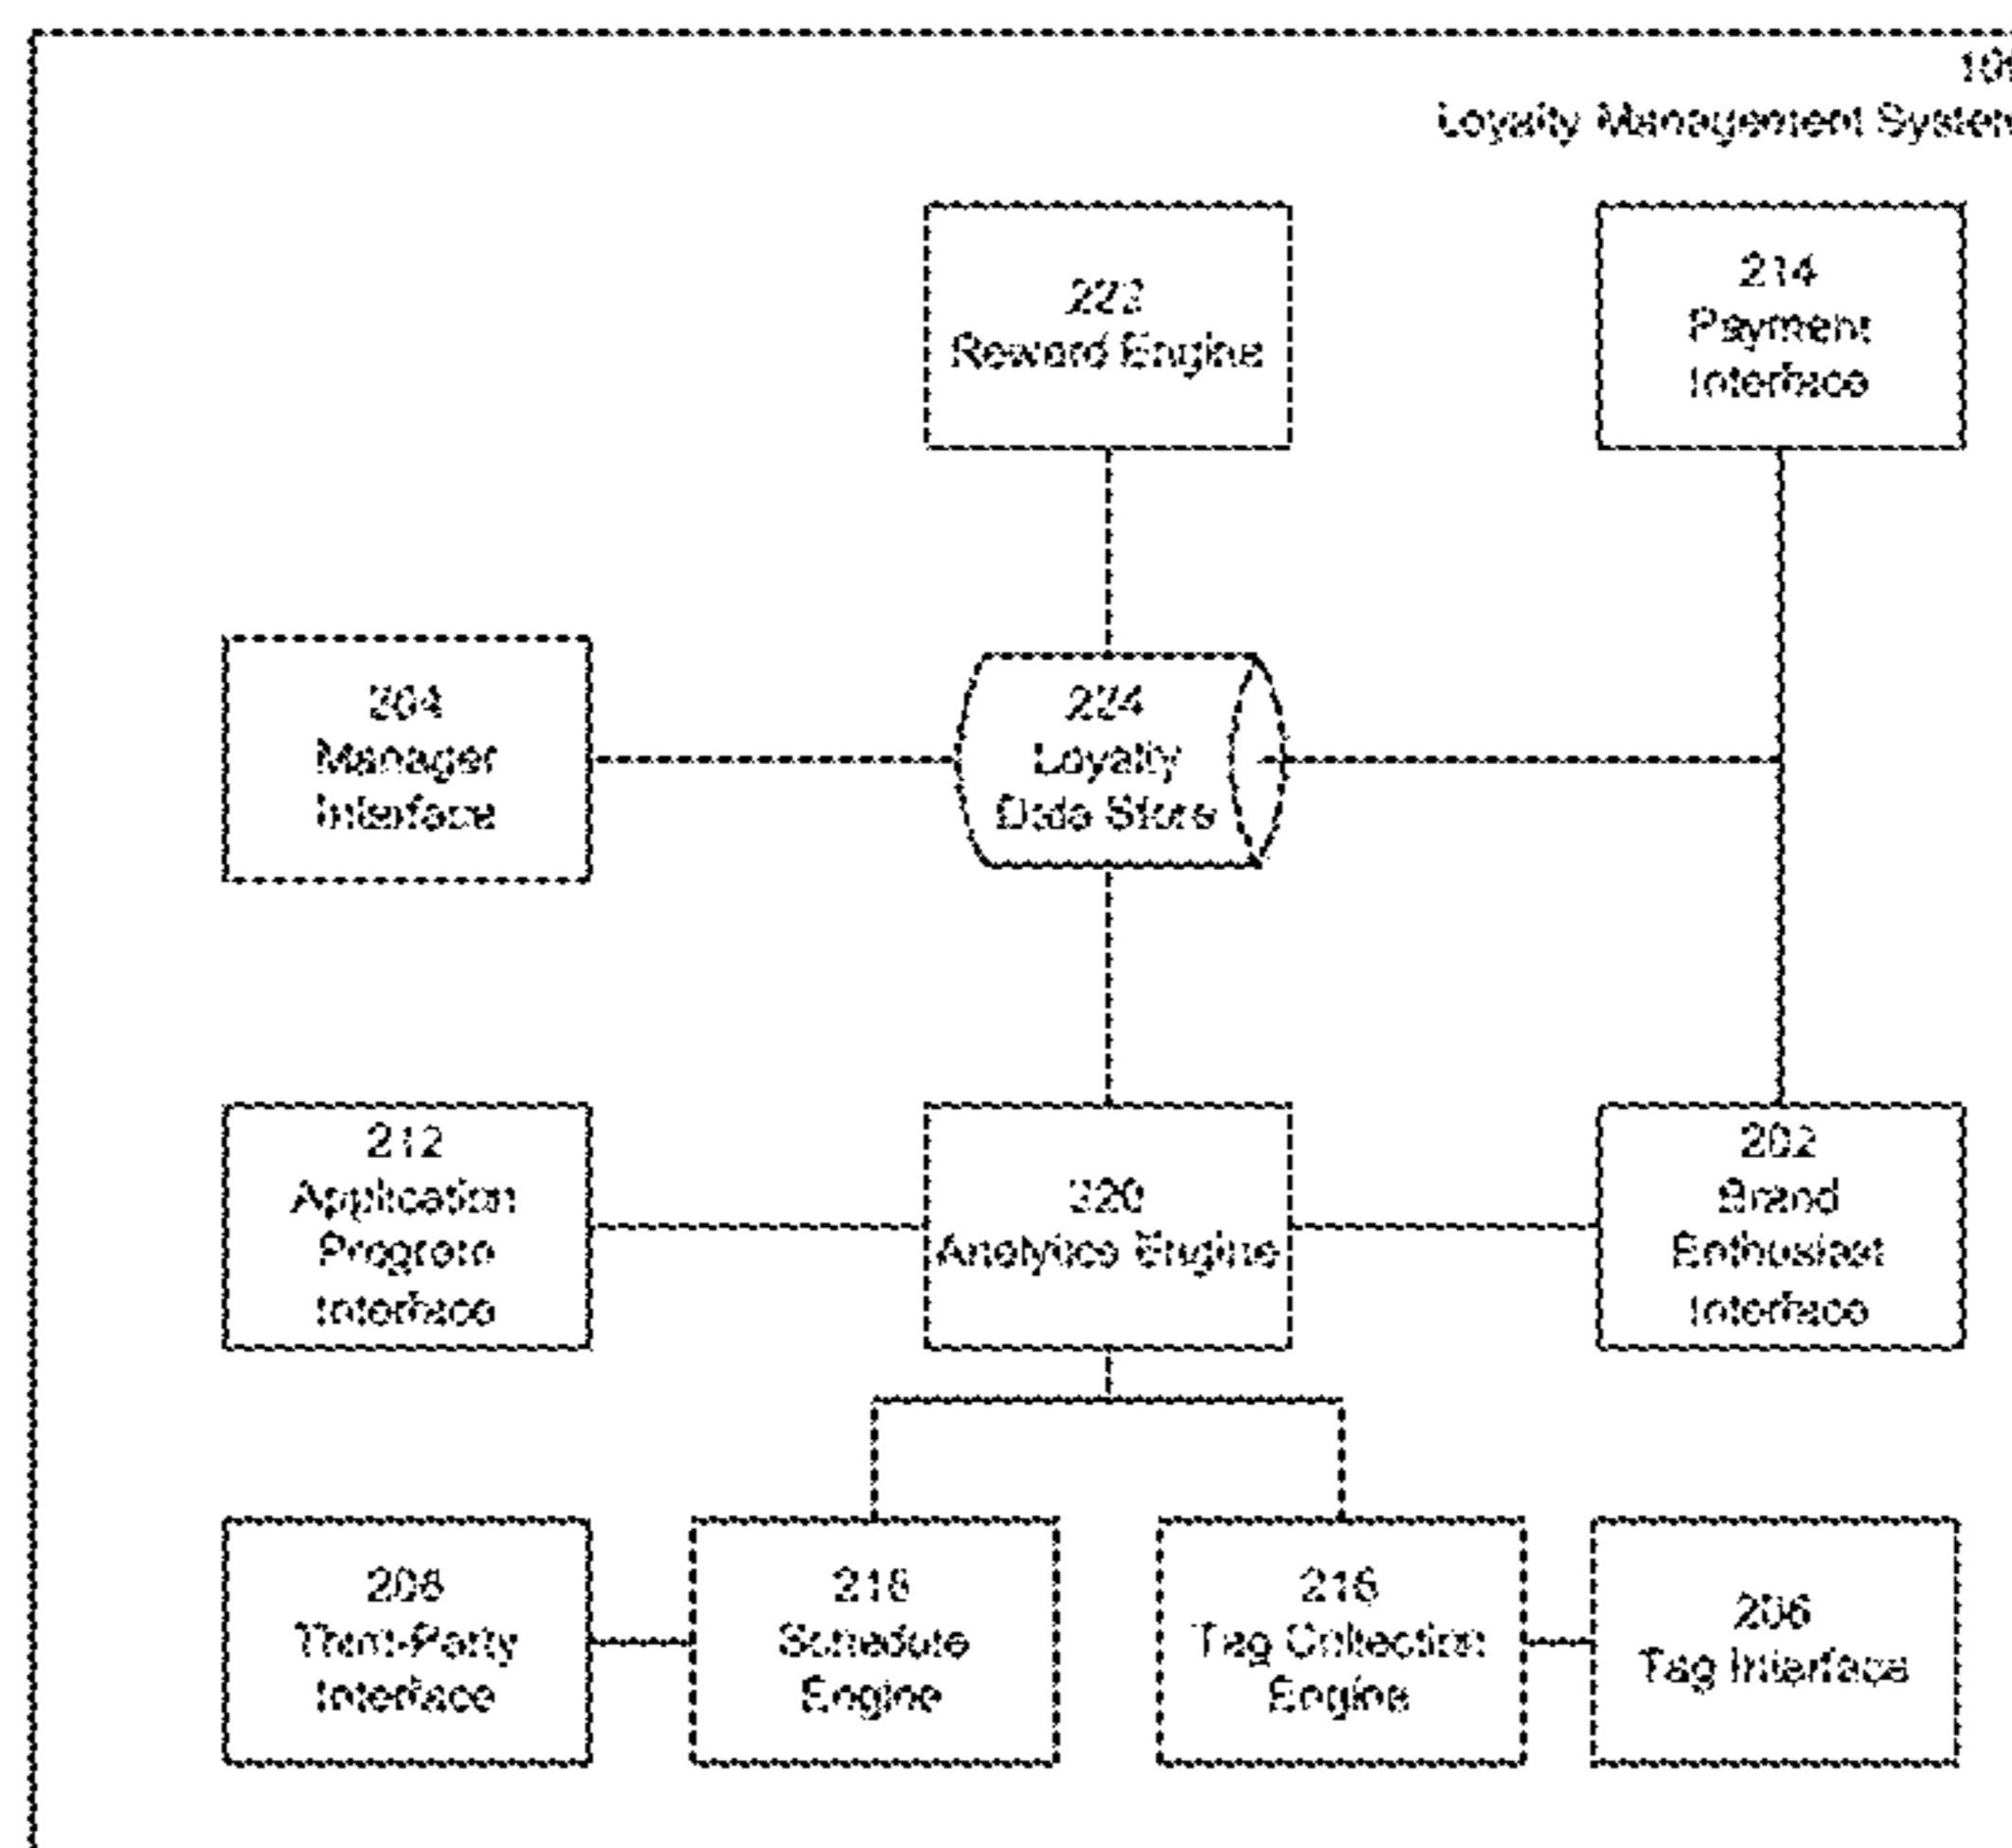 Loyalty Management System
222
Reward Engine
214
Payment
Interface
204
Manager
Interface
224
Loyalty
Data Store
212
Application
Program
Interface
220
Analytics Engine
202
Brand
Enthusiast
Interface
208
Third-Party
Interface
218
Schedule
Engine
216
Tag Collection
Engine
206
Tag Interface